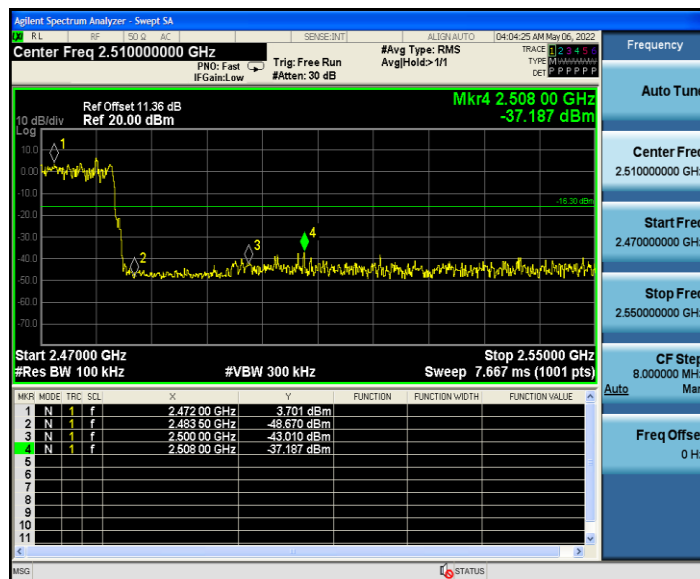 Agilent Spectrum Analyzer - Swept SA
RL RF 50 Ω AC SENSE:INT ALIGN AUTO 04:04:25 AM May 06, 2022
Center Freq 2.510000000 GHz
PNO: Fast
IFGain:Low
Trig: Free Run
#Atten: 30 dB
#Avg Type: RMS
Avg|Hold:>1/1
TRACE 1 2 3 4 5 6
TYPE M WWWWW
DET P P P P P P
Ref Offset 11.36 dB
10 dB/div Ref 20.00 dBm
Log
Mkr4 2.508 00 GHz
-37.187 dBm
10.0
0.00
-10.0
-20.0
-30.0
-40.0
-50.0
-60.0
-70.0
1
2
3
4
-16.30 dBm
Start 2.47000 GHz Stop 2.55000 GHz
#Res BW 100 kHz #VBW 300 kHz Sweep 7.667 ms (1001 pts)
MKR MODE TRC SCL X Y FUNCTION FUNCTION WIDTH FUNCTION VALUE
1 N 1 f 2.472 00 GHz 3.701 dBm
2 N 1 f 2.483 50 GHz -48.670 dBm
3 N 1 f 2.500 00 GHz -43.010 dBm
4 N 1 f 2.508 00 GHz -37.187 dBm
5
6
7
8
9
10
11
MSG STATUS
Frequency
Auto Tune
Center Freq
2.510000000 GHz
Start Freq
2.470000000 GHz
Stop Freq
2.550000000 GHz
CF Step
8.000000 MHz
Auto Man
Freq Offset
0 Hz